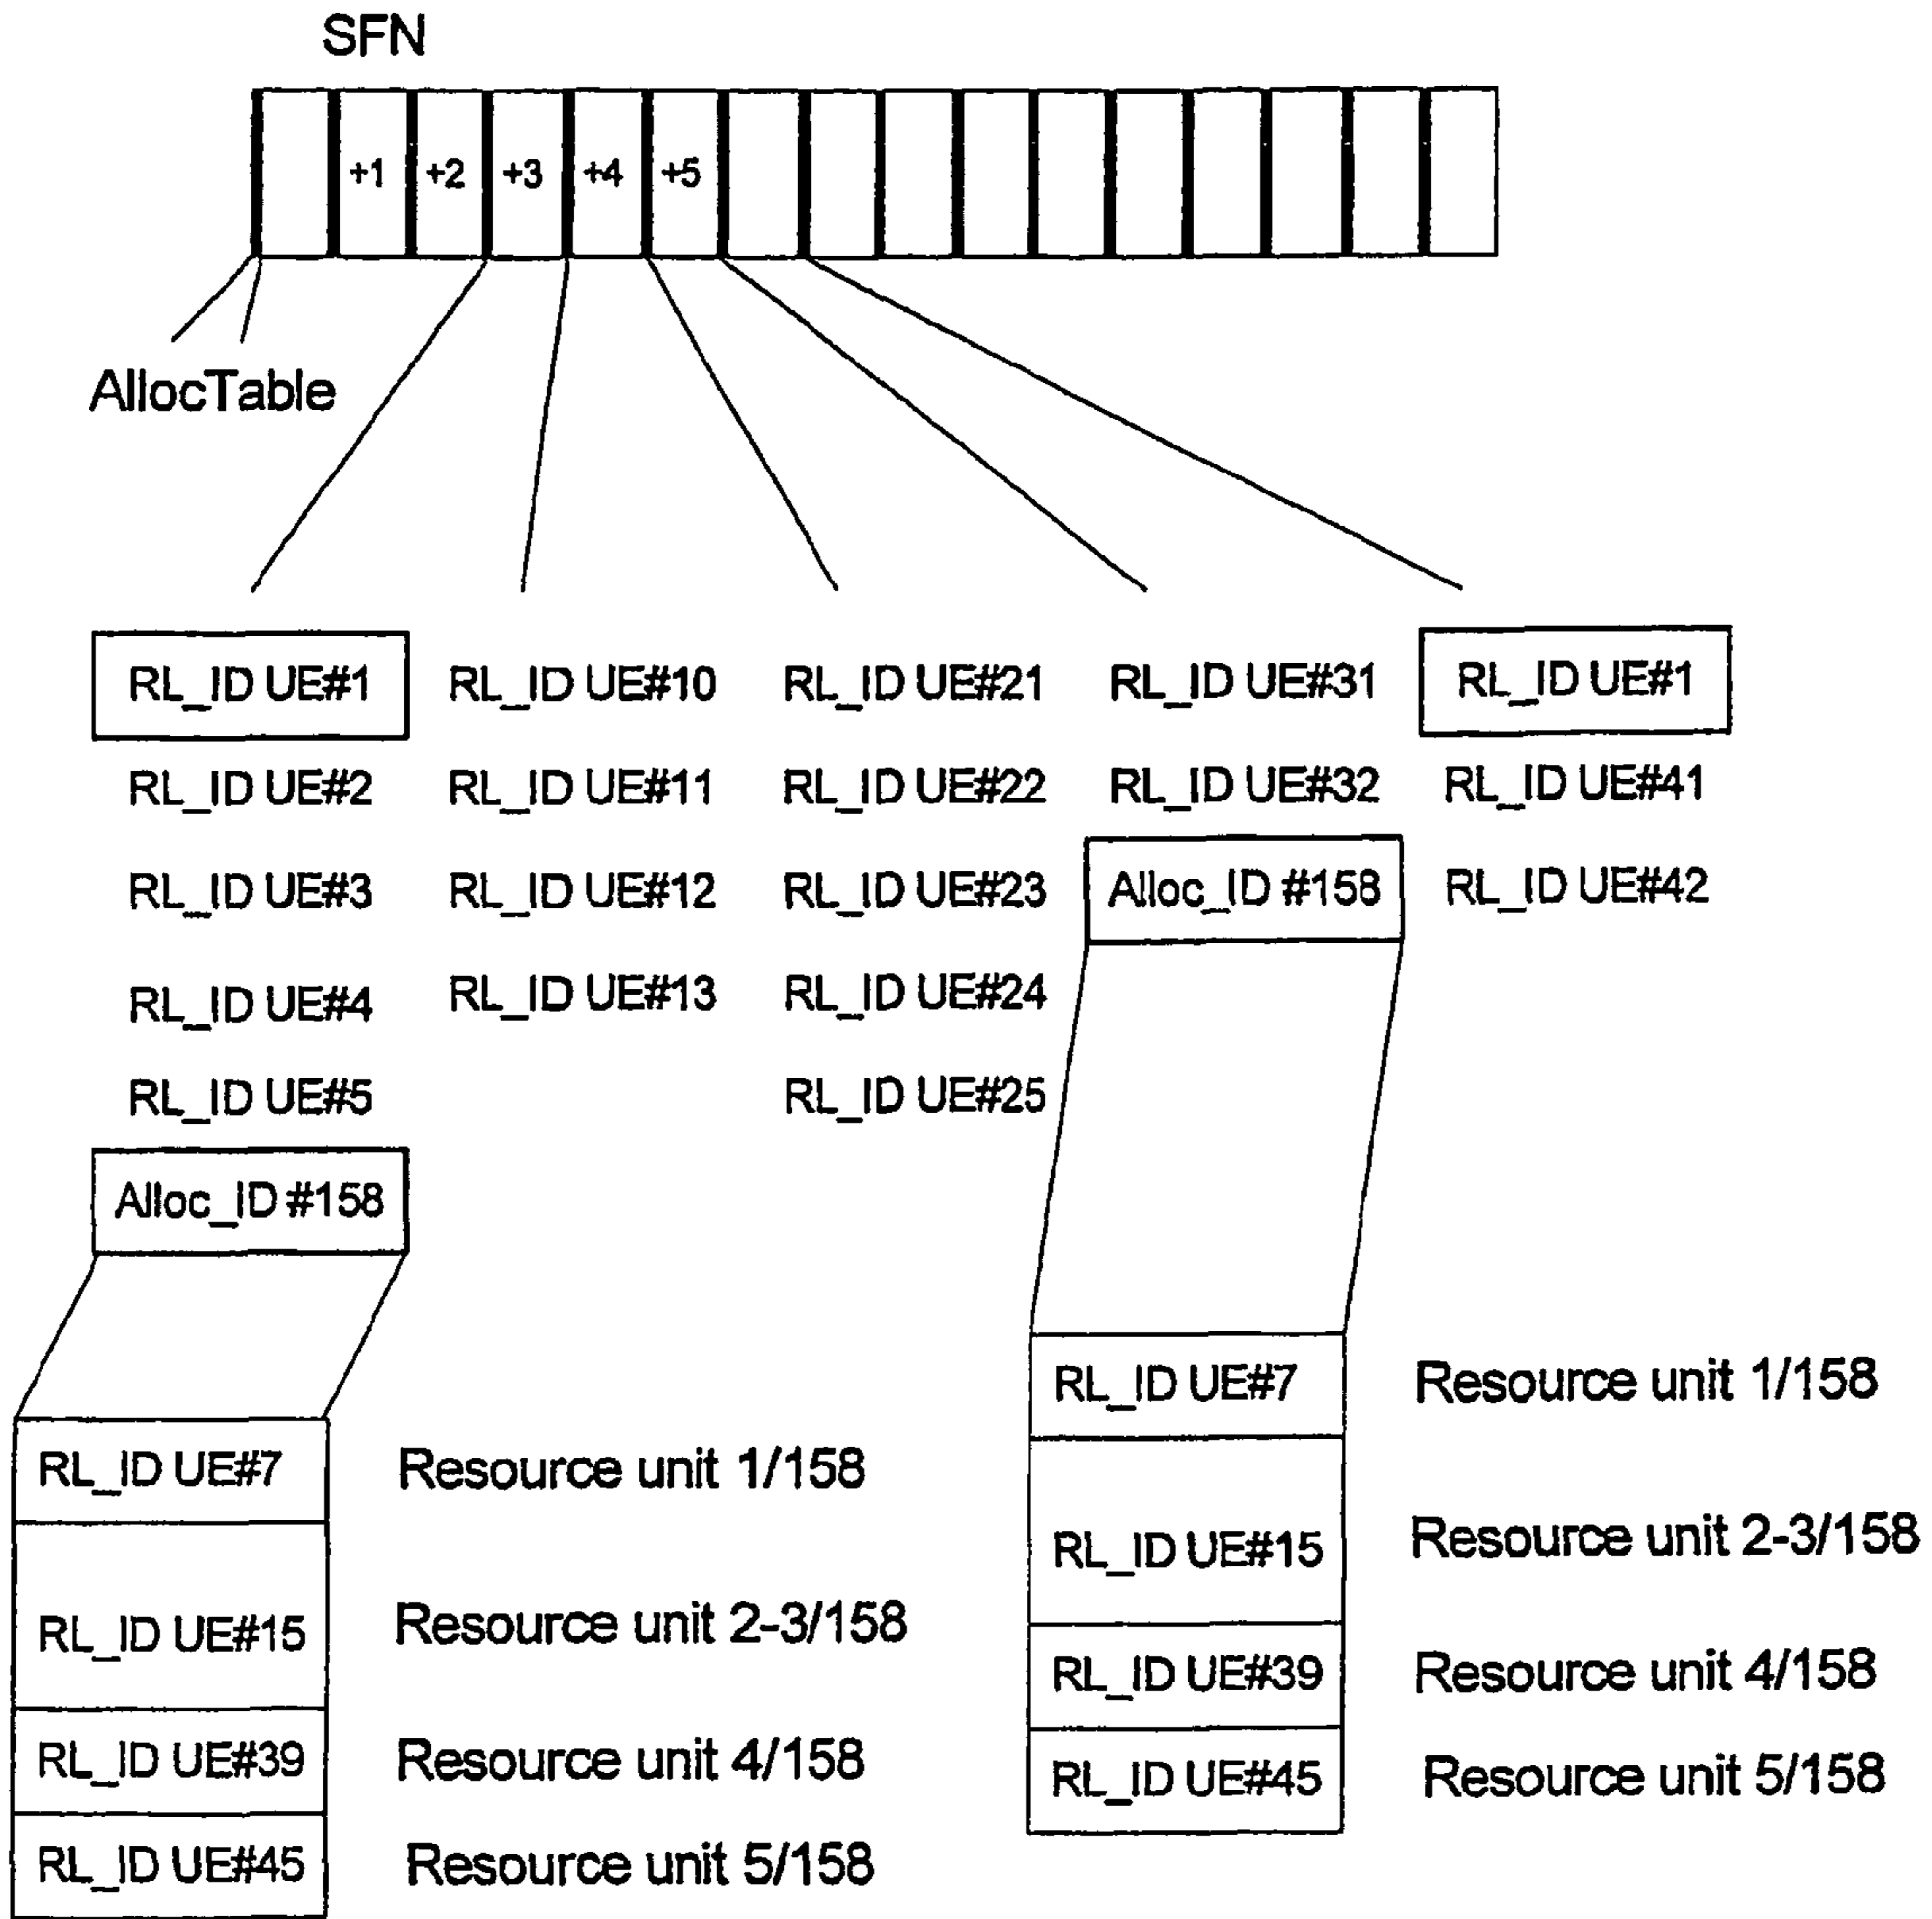 SFN
+1 +2 +3 +4 +5
AllocTable
RL_ID UE#1 RL_ID UE#10 RL_ID UE#21 RL_ID UE#31 RL_ID UE#1
RL_ID UE#2 RL_ID UE#11 RL_ID UE#22 RL_ID UE#32 RL_ID UE#41
RL_ID UE#3 RL_ID UE#12 RL_ID UE#23 Alloc_ID #158 RL_ID UE#42
RL_ID UE#4 RL_ID UE#13 RL_ID UE#24
RL_ID UE#5 RL_ID UE#25
Alloc_ID #158
RL_ID UE#7 Resource unit 1/158
RL_ID UE#15 Resource unit 2-3/158
RL_ID UE#39 Resource unit 4/158
RL_ID UE#45 Resource unit 5/158
RL_ID UE#7 Resource unit 1/158
RL_ID UE#15 Resource unit 2-3/158
RL_ID UE#39 Resource unit 4/158
RL_ID UE#45 Resource unit 5/158